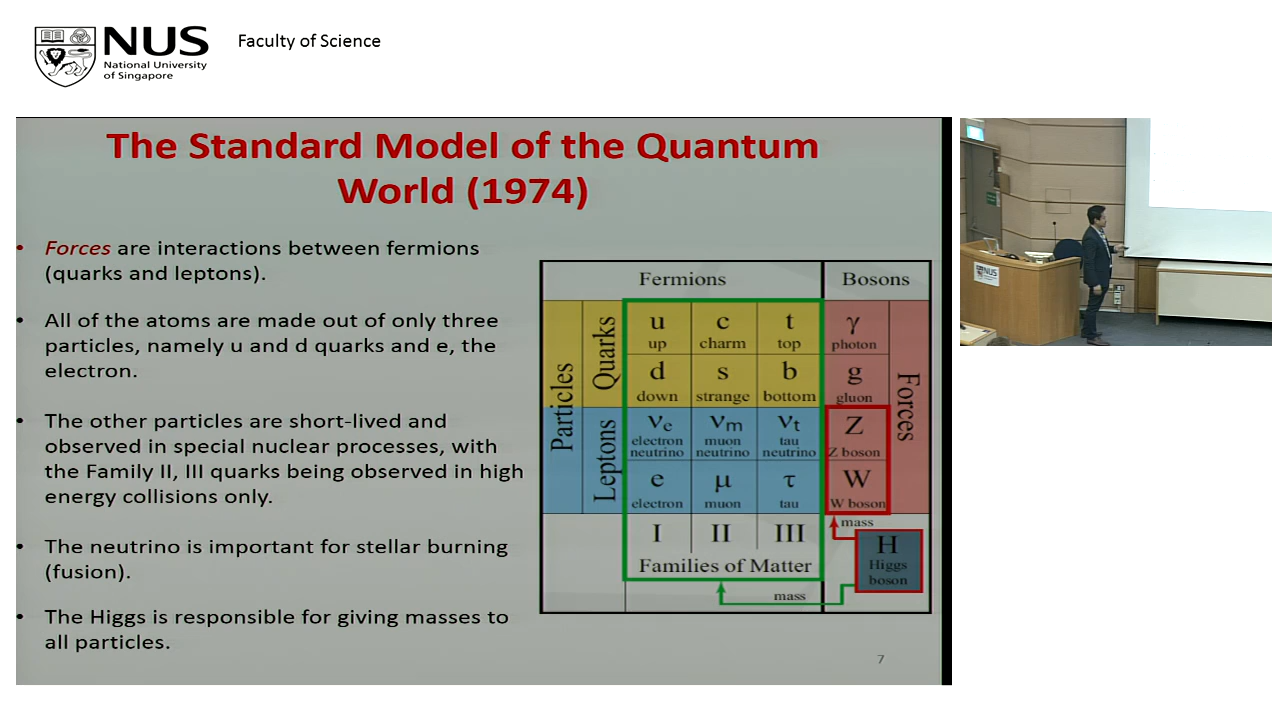 NUS
National University
of Singapore
Faculty of Science
The Standard Model of the Quantum
World (1974)
• Forces are interactions between fermions
(quarks and leptons).
• All of the atoms are made out of only three
particles, namely u and d quarks and e, the
electron.
• The other particles are short-lived and
observed in special nuclear processes, with
the Family II, III quarks being observed in high
energy collisions only.
• The neutrino is important for stellar burning
(fusion).
• The Higgs is responsible for giving masses to
all particles.
Fermions Bosons
Particles
Quarks
Leptons
Forces
u c t γ
up charm top photon
d s b g
down strange bottom gluon
νe νm νt Z
electron muon tau
neutrino neutrino neutrino Z boson
e μ τ W
electron muon tau W boson
mass
I II III H
Families of Matter Higgs
boson
mass
7
NUS